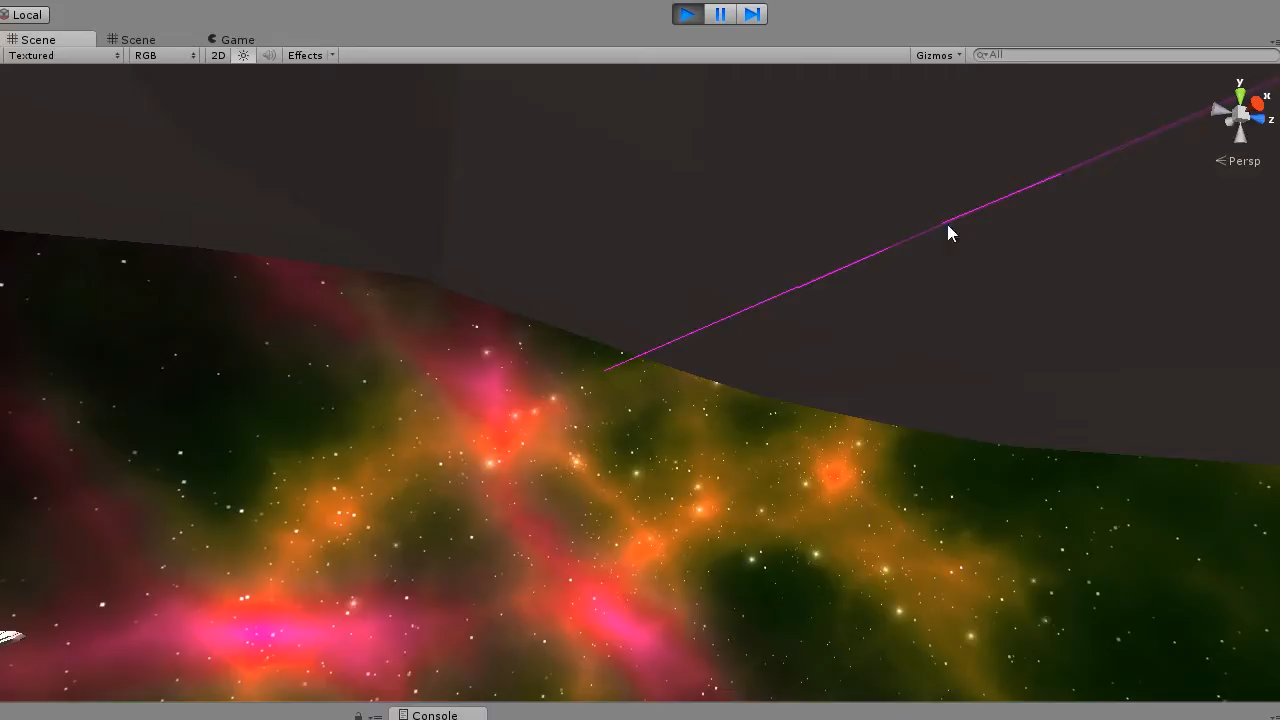 Local
Scene Scene Game
Textured RGB 2D Effects Gizmos All
y
x
z
Persp
Console